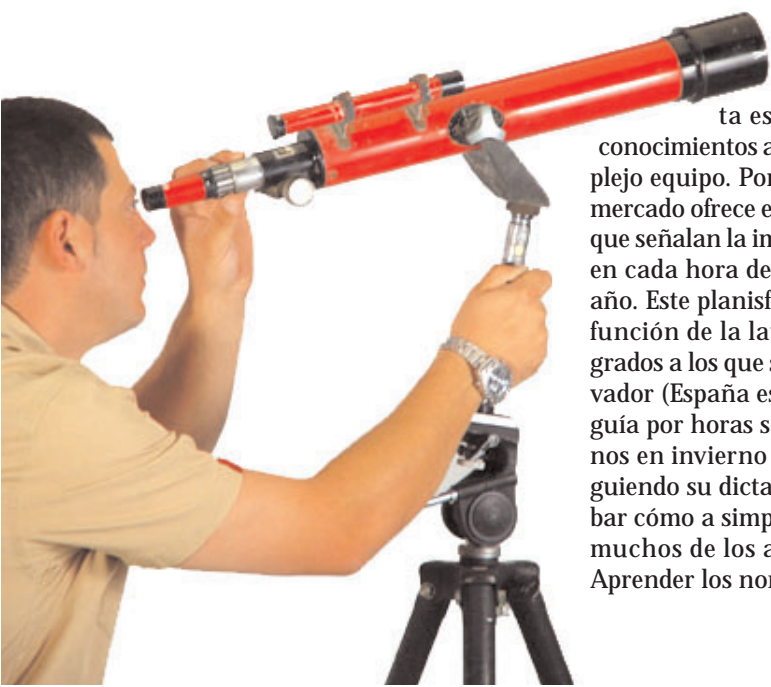 ta es
conocimientos a
plejo equipo. Por
mercado ofrece e
que señalan la in
en cada hora de
año. Este planisf
función de la la
grados a los que s
vador (España es
guía por horas s
nos en invierno
guiendo su dicta
bar cómo a simp
muchos de los a
Aprender los nor